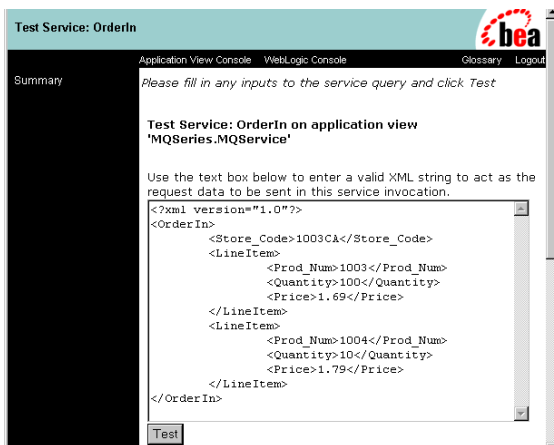 Test Service: OrderIn
bea
Application View Console WebLogic Console Glossary Logout
Summary
Please fill in any inputs to the service query and click Test
Test Service: OrderIn on application view
'MQSeries.MQService'
Use the text box below to enter a valid XML string to act as the
request data to be sent in this service invocation.
<?xml version="1.0"?>
<OrderIn>
<Store_Code>1003CA</Store_Code>
<LineItem>
<Prod_Num>1003</Prod_Num>
<Quantity>100</Quantity>
<Price>1.69</Price>
</LineItem>
<LineItem>
<Prod_Num>1004</Prod_Num>
<Quantity>10</Quantity>
<Price>1.79</Price>
</LineItem>
</OrderIn>
Test